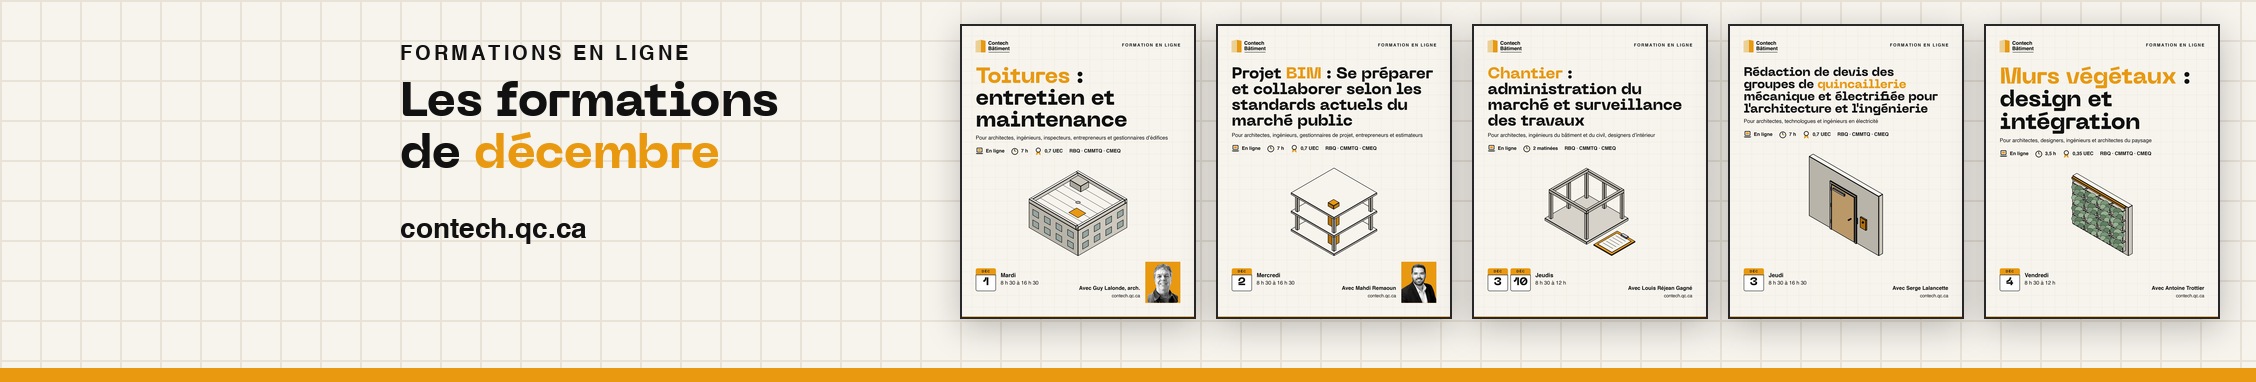 FORMATIONS EN LIGNE
Les formations
de décembre
contech.qc.ca
Contech
Bâtiment
FORMATION EN LIGNE
Toitures :
entretien et
maintenance
Pour architectes, ingénieurs, inspecteurs, entrepreneurs et gestionnaires d'édifices
En ligne 7 h 0,7 UEC RBQ · CMMTQ · CMEQ
DÉC
1
Mardi
8 h 30 à 16 h 30
Avec Guy Lalonde, arch.
contech.qc.ca
Contech
Bâtiment
FORMATION EN LIGNE
Projet BIM : Se préparer
et collaborer selon les
standards actuels du
marché public
Pour architectes, ingénieurs, gestionnaires de projet, entrepreneurs et estimateurs
En ligne 7 h 0,7 UEC RBQ · CMMTQ · CMEQ
DÉC
2
Mercredi
8 h 30 à 16 h 30
Avec Mahdi Remaoun
contech.qc.ca
Contech
Bâtiment
FORMATION EN LIGNE
Chantier :
administration du
marché et surveillance
des travaux
Pour architectes, ingénieurs du bâtiment et du civil, designers d'intérieur
En ligne 2 matinées RBQ · CMMTQ · CMEQ
DÉC DÉC
3 10
Jeudis
8 h 30 à 12 h
Avec Louis Réjean Gagné
contech.qc.ca
Contech
Bâtiment
FORMATION EN LIGNE
Rédaction de devis des
groupes de quincaillerie
mécanique et électrifiée pour
l'architecture et l'ingénierie
Pour architectes, technologues et ingénieurs en électricité
En ligne 7 h 0,7 UEC RBQ · CMMTQ · CMEQ
DÉC
3
Jeudi
8 h 30 à 16 h 30
Avec Serge Lalancette
contech.qc.ca
Contech
Bâtiment
FORMATION EN LIGNE
Murs végétaux :
design et
intégration
Pour architectes, designers, ingénieurs et architectes du paysage
En ligne 3,5 h 0,35 UEC RBQ · CMMTQ · CMEQ
DÉC
4
Vendredi
8 h 30 à 12 h
Avec Antoine Trottier
contech.qc.ca